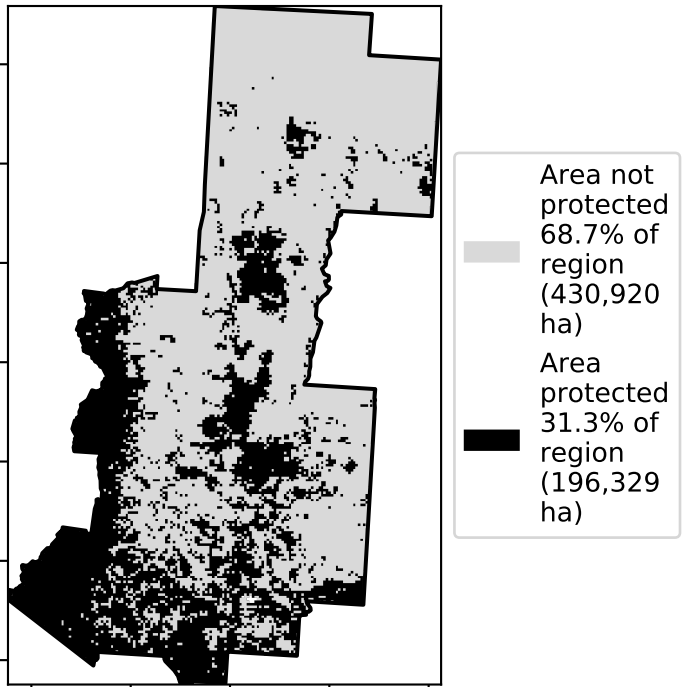 Area not
protected
68.7% of
region
(430,920
ha)
Area
protected
31.3% of
region
(196,329
ha)